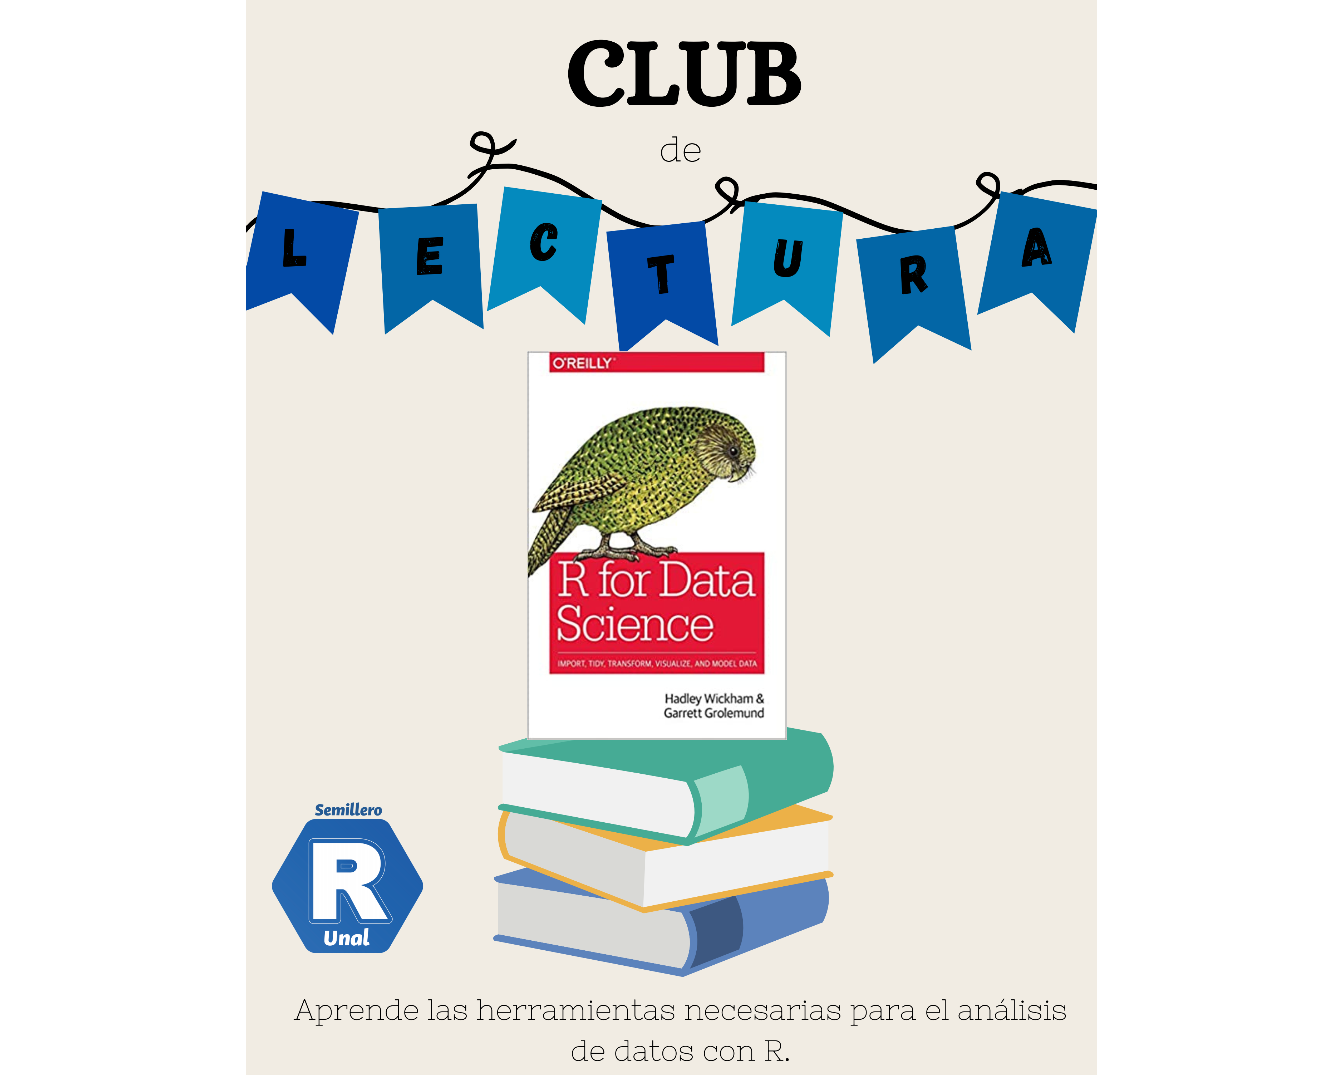 CLUB
de
LECTURA
O'REILLY
R for Data
Science
IMPORT, TIDY, TRANSFORM, VISUALIZE, AND MODEL DATA
Hadley Wickham &
Garrett Grolemund
Semillero
R
Unal
Aprende las herramientas necesarias para el análisis
de datos con R.